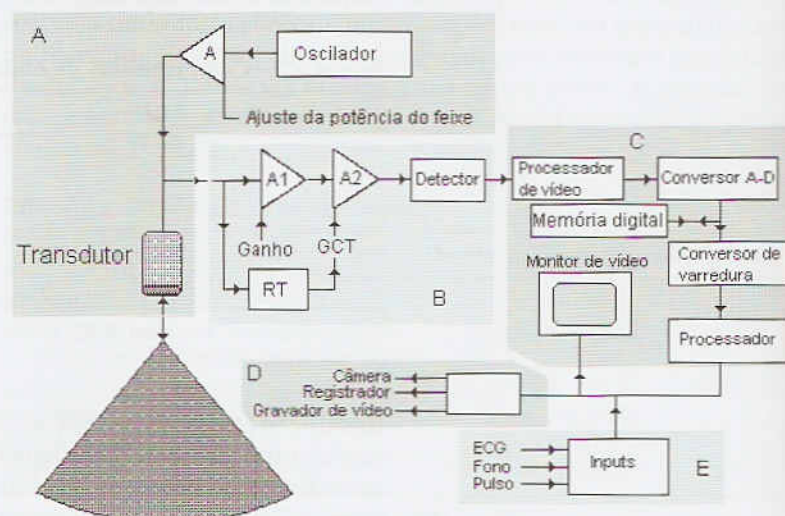 A
A
Oscilador
Ajuste da potência do feixe
Transdutor
A1
A2
Detector
Ganho
GCT
RT
B
C
Processador
de vídeo
Conversor A-D
Memória digital
Conversor de
varredura
Monitor de vídeo
Processador
D
Câmera
Registrador
Gravador de vídeo
ECG
Fono
Pulso
Inputs
E